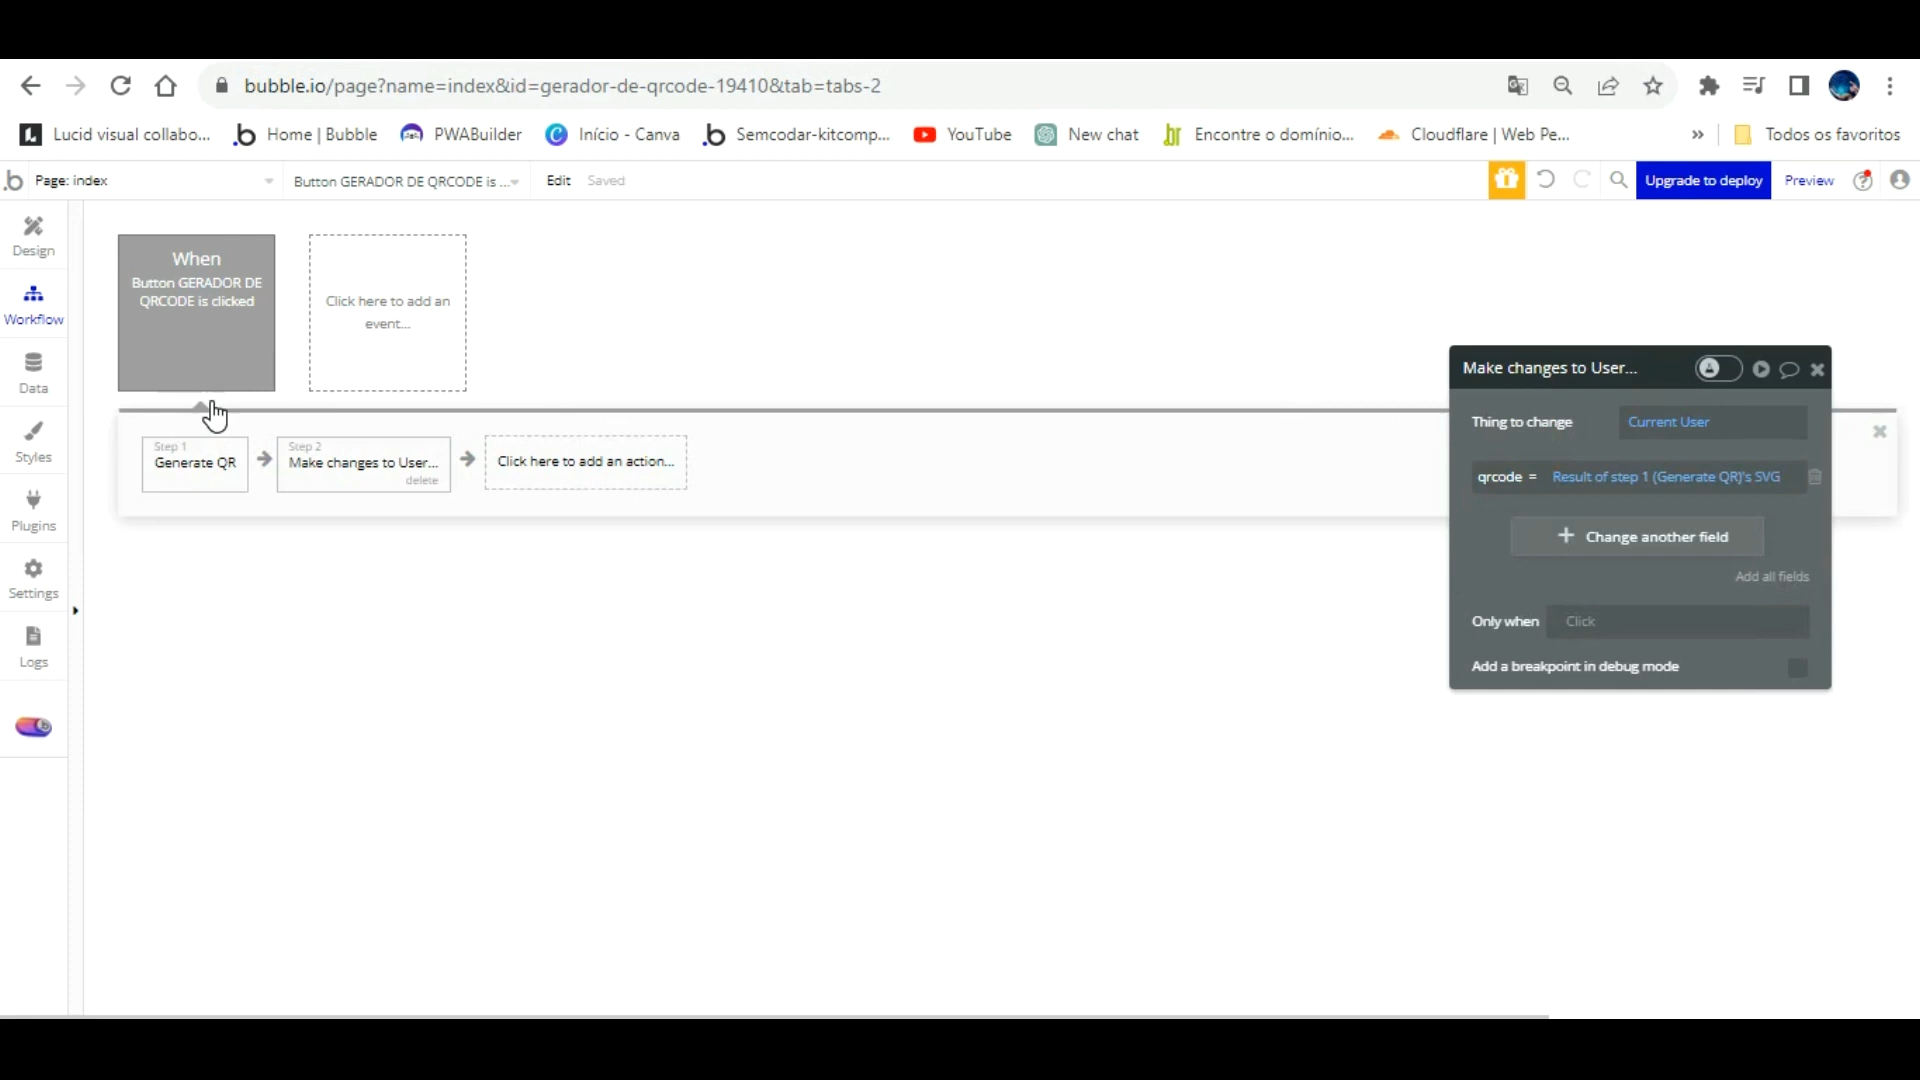 bubble.io/page?name=index&id=gerador-de-qrcode-19410&tab=tabs-2
Lucid visual collabo... Home | Bubble PWABuilder Início - Canva Semcodar-kitcomp... YouTube New chat Encontre o domínio... Cloudflare | Web Pe... » Todos os favoritos
Page: index Button GERADOR DE QRCODE is ... Edit Saved Upgrade to deploy Preview
Design
Workflow
Data
Styles
Plugins
Settings
Logs
When
Button GERADOR DE
QRCODE is clicked
Click here to add an
event...
Step 1
Generate QR
Step 2
Make changes to User...
delete
Click here to add an action...
Make changes to User...
Thing to change Current User
qrcode = Result of step 1 (Generate QR)'s SVG
+ Change another field
Add all fields
Only when Click
Add a breakpoint in debug mode